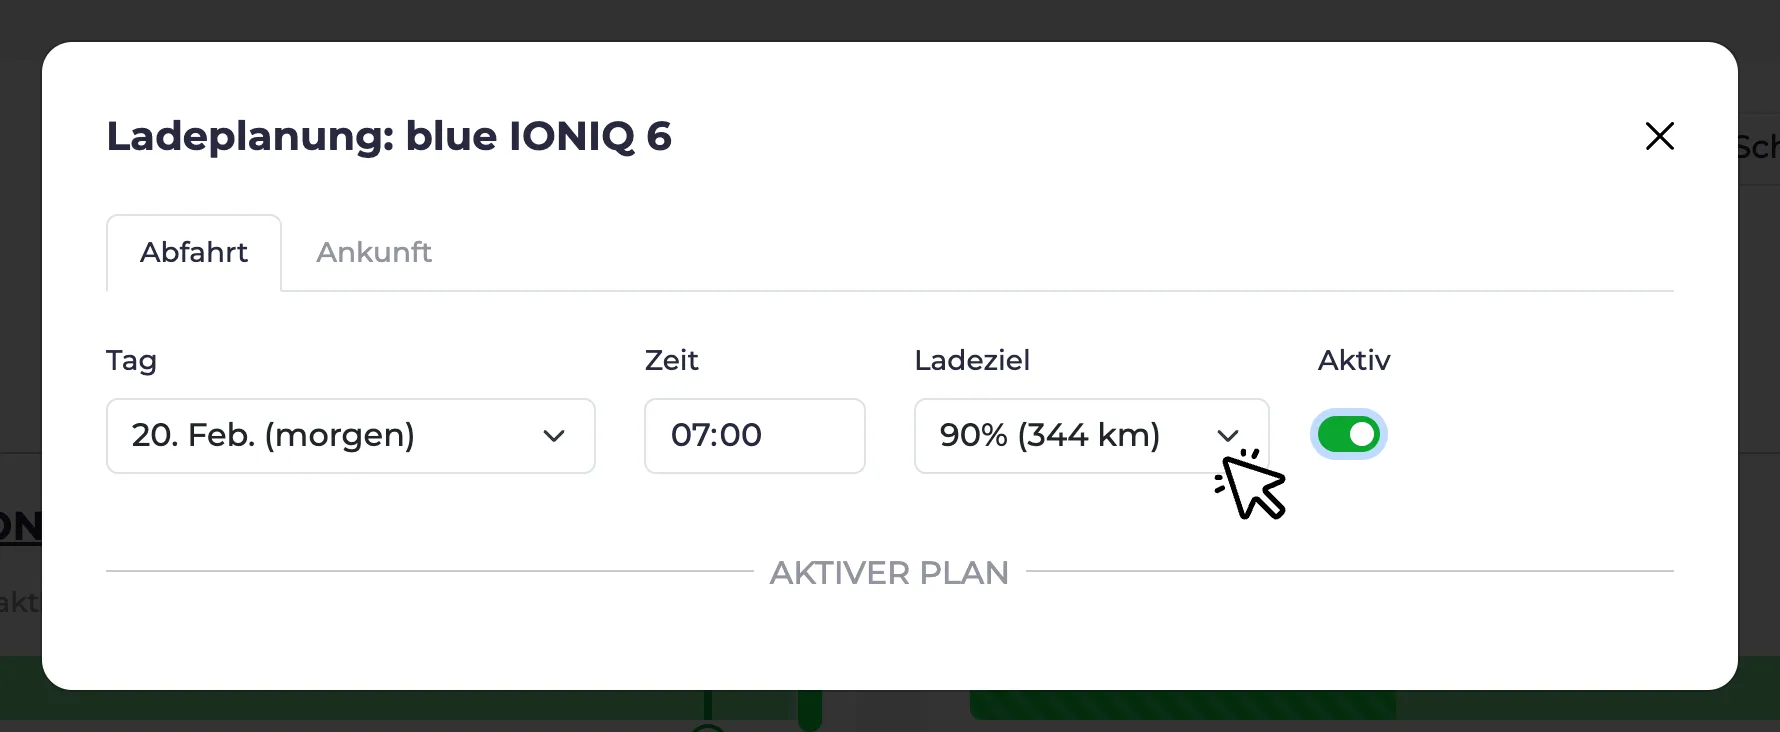 Ladeplanung: blue IONIQ 6
Sch
Abfahrt Ankunft
Tag Zeit Ladeziel Aktiv
20. Feb. (morgen) 07:00 90% (344 km)
ON
AKTIVER PLAN
akt